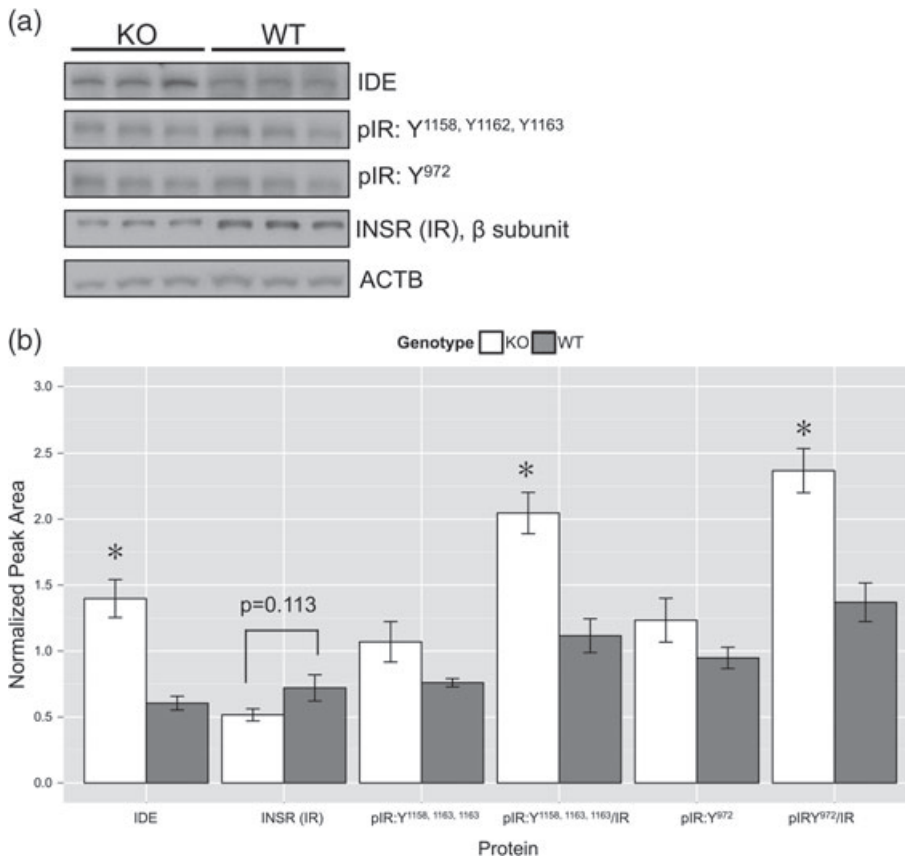 (a)
KO WT
IDE
pIR: Y1158, Y1162, Y1163
pIR: Y972
INSR (IR), β subunit
ACTB
(b)
Genotype KO WT
Normalized Peak Area
3.0
2.5
2.0
1.5
1.0
0.5
0.0
*
p=0.113
*
*
IDE INSR (IR) pIR:Y1158, 1163, 1163 pIR:Y1158, 1163, 1163/IR pIR:Y972 pIRY972/IR
Protein